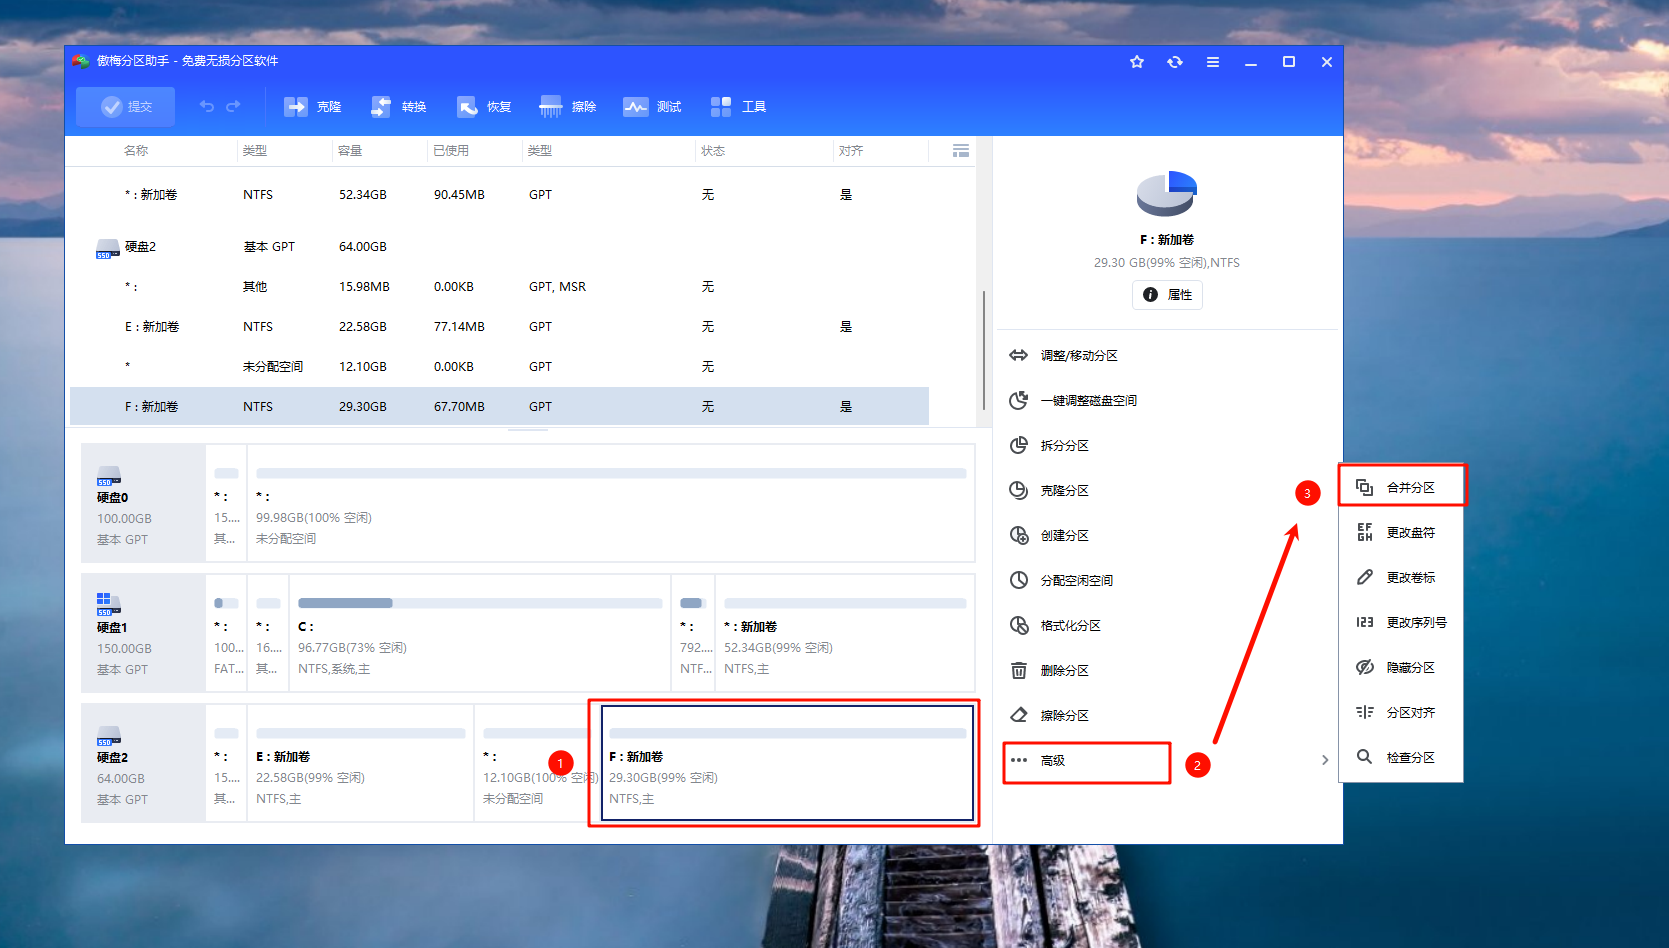 傲梅分区助手 - 免费无损分区软件
提交
克隆
转换
恢复
擦除
测试
工具
名称 类型 容量 已使用 类型 状态 对齐
* : 新加卷 NTFS 52.34GB 90.45MB GPT 无 是
SSD 硬盘2 基本 GPT 64.00GB
* : 其他 15.98MB 0.00KB GPT, MSR 无
E : 新加卷 NTFS 22.58GB 77.14MB GPT 无 是
* 未分配空间 12.10GB 0.00KB GPT 无
F : 新加卷 NTFS 29.30GB 67.70MB GPT 无 是
SSD
硬盘0
100.00GB
基本 GPT
* :
15....
其...
* :
99.98GB(100% 空闲)
未分配空间
SSD
硬盘1
150.00GB
基本 GPT
* :
100...
FAT...
* :
16....
其...
C :
96.77GB(73% 空闲)
NTFS,系统,主
* :
792....
NTF...
* : 新加卷
52.34GB(99% 空闲)
NTFS,主
SSD
硬盘2
64.00GB
基本 GPT
* :
15....
其...
E : 新加卷
22.58GB(99% 空闲)
NTFS,主
* :
12.10GB(100% 空闲)
未分配空间
1
F : 新加卷
29.30GB(99% 空闲)
NTFS,主
F : 新加卷
29.30 GB(99% 空闲),NTFS
属性
调整/移动分区
一键调整磁盘空间
拆分分区
克隆分区
创建分区
分配空闲空间
格式化分区
删除分区
擦除分区
高级
2
3
合并分区
EF GH 更改盘符
更改卷标
123 更改序列号
隐藏分区
分区对齐
检查分区